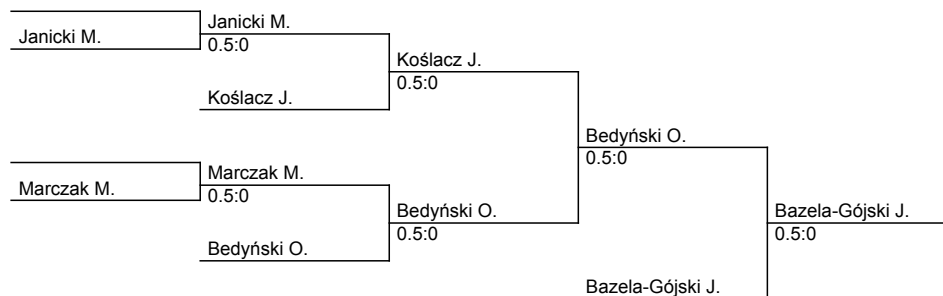 Janicki M.
Janicki M.
0.5:0
Koślacz J.
Koślacz J.
0.5:0
Bedyński O.
0.5:0
Marczak M.
Marczak M.
0.5:0
Bedyński O.
Bedyński O.
0.5:0
Bazela-Gójski J.
Bazela-Gójski J.
0.5:0